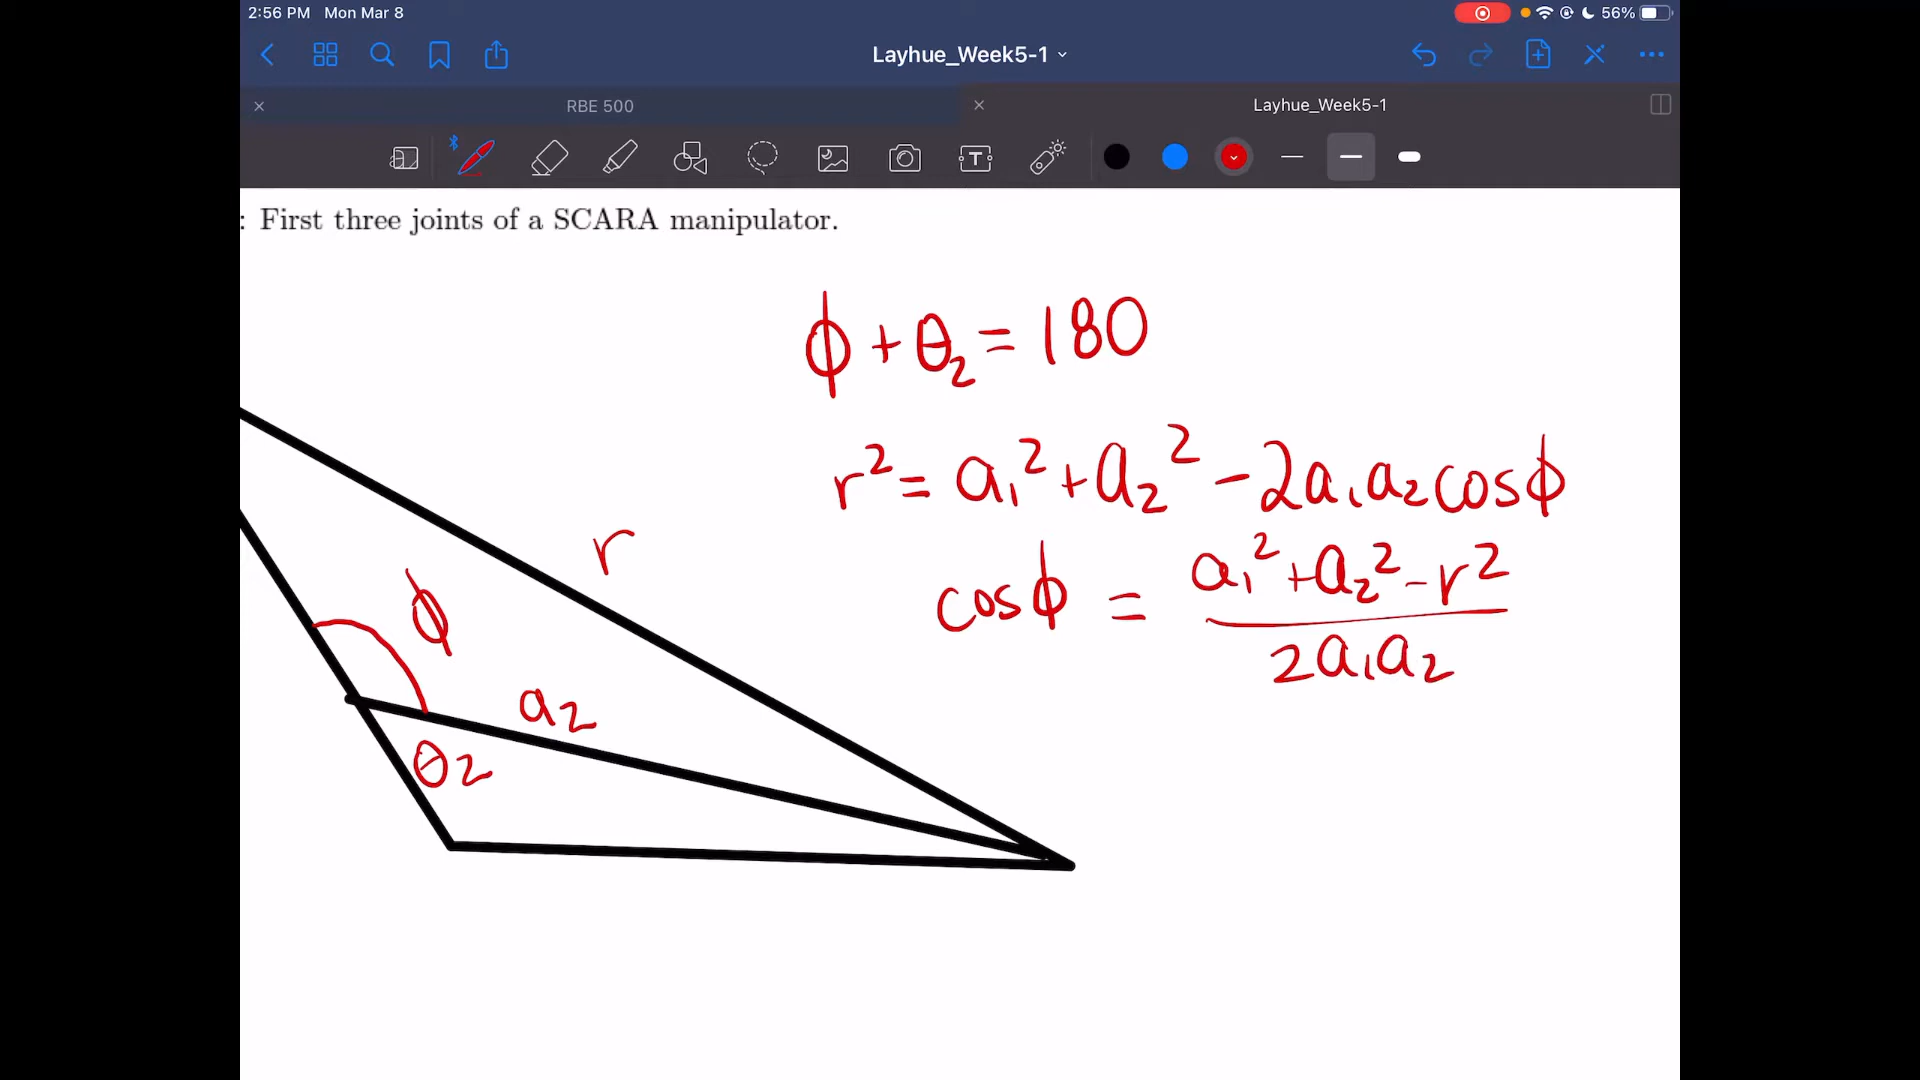 2:56 PM Mon Mar 8
56%
Layhue_Week5-1
RBE 500
Layhue_Week5-1
T
: First three joints of a SCARA manipulator.
ϕ + θ₂ = 180
r² = a₁² + a₂² - 2a₁a₂cosϕ
cosϕ = (a₁² + a₂² - r²) / (2a₁a₂)
r
ϕ
a₂
θ₂